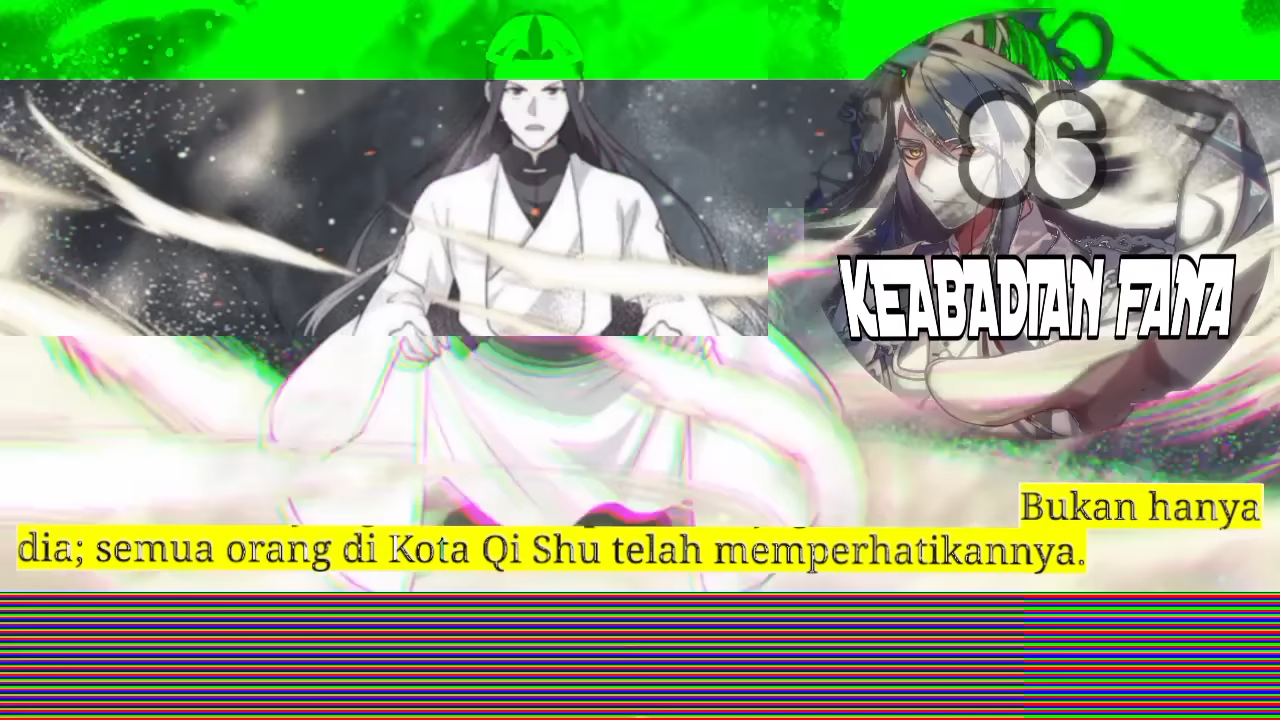 86
KEABADIAN FANA
Bukan hanya
dia; semua orang di Kota Qi Shu telah memperhatikannya.